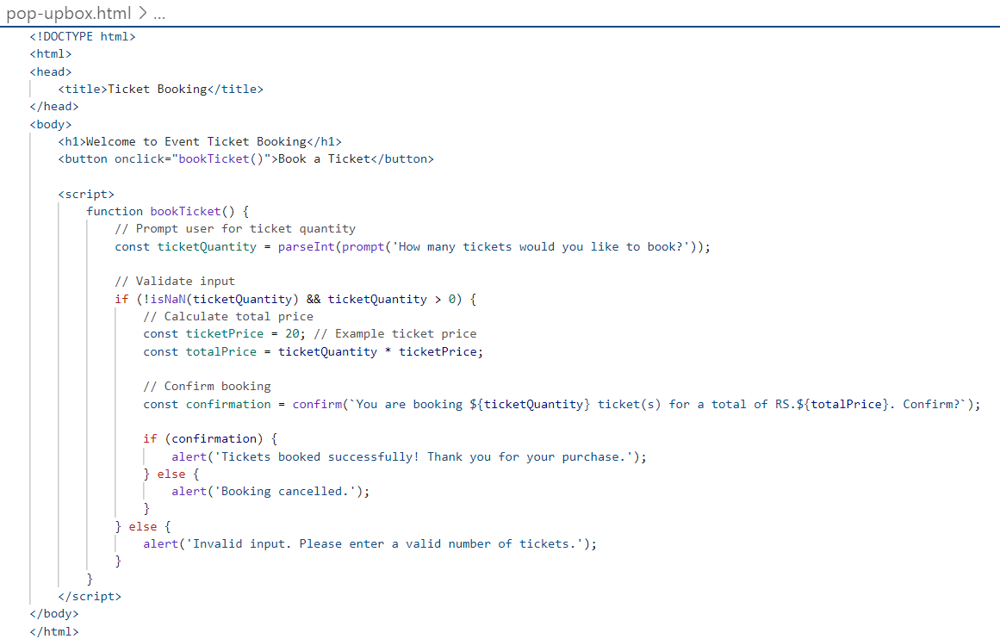 pop-upbox.html > ...
<!DOCTYPE html>
<html>
<head>
    <title>Ticket Booking</title>
</head>
<body>
    <h1>Welcome to Event Ticket Booking</h1>
    <button onclick="bookTicket()">Book a Ticket</button>

    <script>
        function bookTicket() {
            // Prompt user for ticket quantity
            const ticketQuantity = parseInt(prompt('How many tickets would you like to book?'));

            // Validate input
            if (!isNaN(ticketQuantity) && ticketQuantity > 0) {
                // Calculate total price
                const ticketPrice = 20; // Example ticket price
                const totalPrice = ticketQuantity * ticketPrice;

                // Confirm booking
                const confirmation = confirm(`You are booking ${ticketQuantity} ticket(s) for a total of RS.${totalPrice}. Confirm?`);

                if (confirmation) {
                    alert('Tickets booked successfully! Thank you for your purchase.');
                } else {
                    alert('Booking cancelled.');
                }
            } else {
                alert('Invalid input. Please enter a valid number of tickets.');
            }
        }
    </script>
</body>
</html>